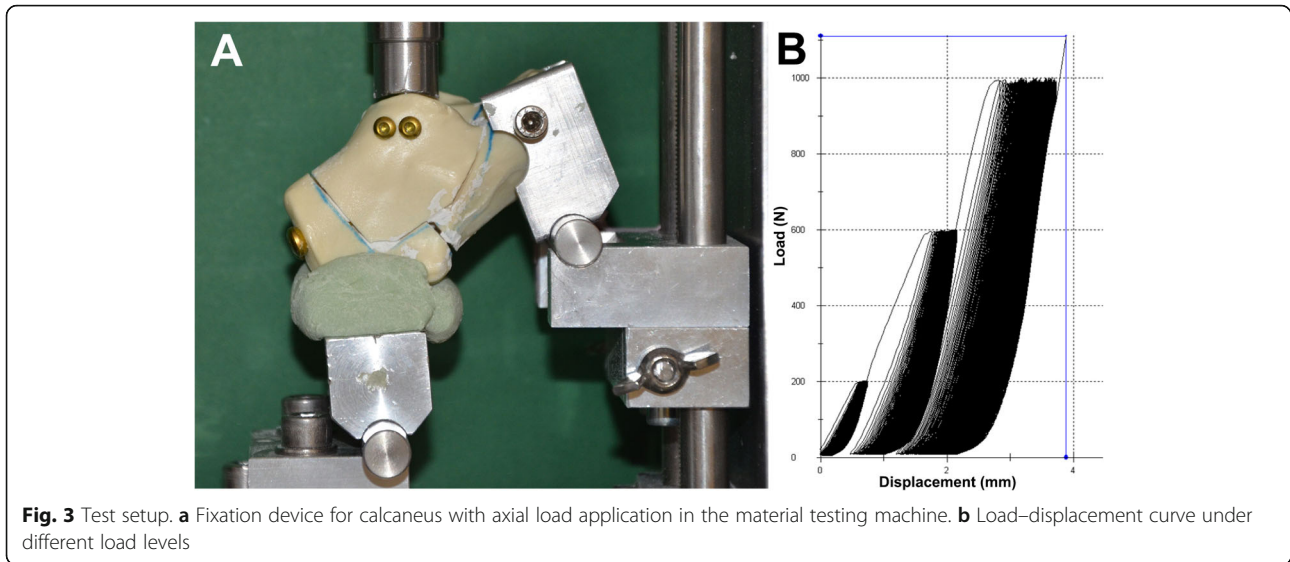 A
B
1000
800
600
400
200
0
Load (N)
0
2
4
Displacement (mm)
Fig. 3 Test setup. a Fixation device for calcaneus with axial load application in the material testing machine. b Load–displacement curve under
different load levels